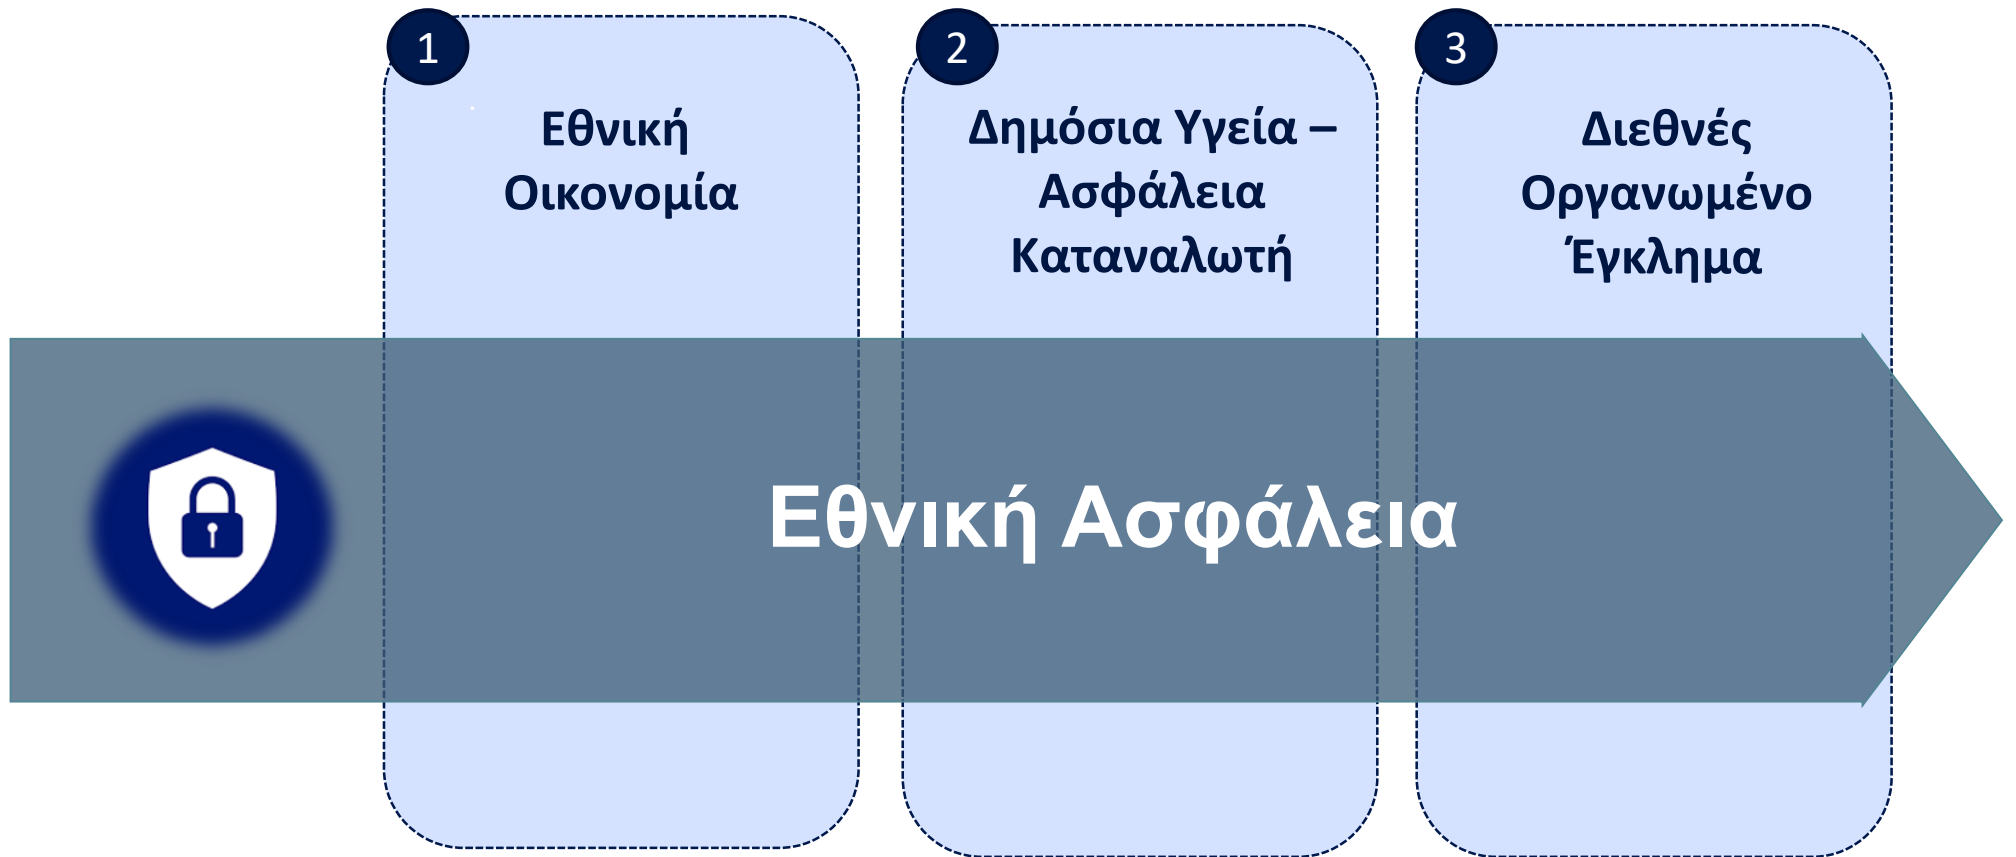 1
Εθνική
Οικονομία
2
Δημόσια Υγεία –
Ασφάλεια
Καταναλωτή
3
Διεθνές
Οργανωμένο
Έγκλημα
Εθνική Ασφάλεια